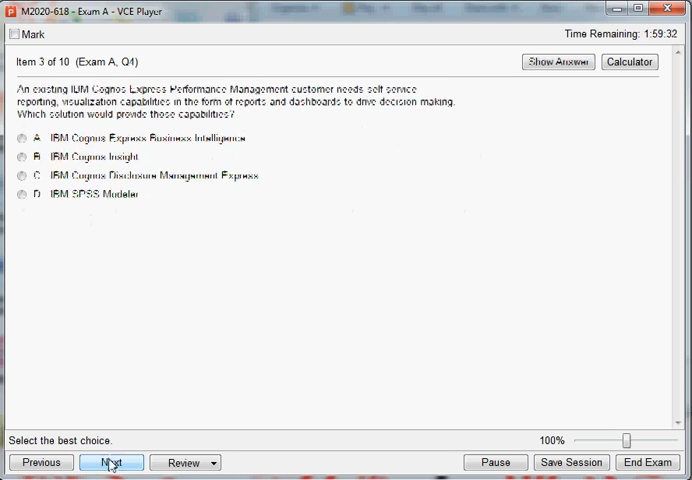 M2020-618 - Exam A - VCE Player
Mark
Time Remaining: 1:59:32
Item 3 of 10 (Exam A, Q4)
Show Answer
Calculator
An existing IBM Cognos Express Performance Management customer needs self service
reporting, visualization capabilities in the form of reports and dashboards to drive decision making.
Which solution would provide those capabilities?
A IBM Cognos Express Business Intelligence
B IBM Cognos Insight
C IBM Cognos Disclosure Management Express
D IBM SPSS Modeler
Select the best choice.
100%
Previous
Next
Review
Pause
Save Session
End Exam